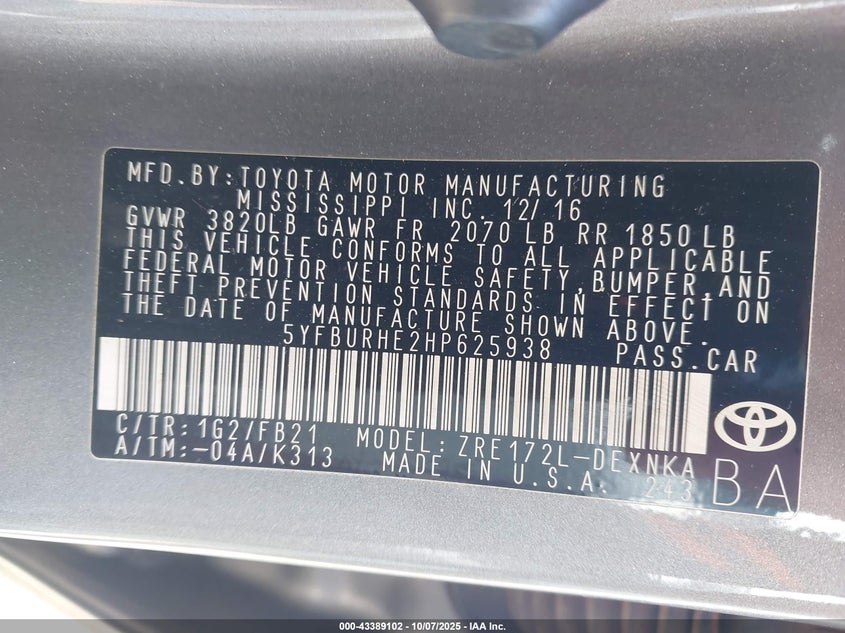 MFD.BY:TOYOTA MOTOR MANUFACTURING
MISSISSIPPI INC. 12/16
GVWR 3820LB GAWR FR 2070 LB RR 1850 LB
THIS VEHICLE CONFORMS TO ALL APPLICABLE
FEDERAL MOTOR VEHICLE SAFETY,BUMPER,AND
THEFT PREVENTION STANDARDS IN EFFECT ON
THE DATE OF MANUFACTURE SHOWN ABOVE.
5YFBURHE2HP625938 PASS.CAR
C/TR:1G2/FB21 MODEL:ZRE172L-DEXNKA
A/TM:-04A/K313 MADE IN U.S.A. 243
BA
000-43389102 - 10/07/2025 - IAA Inc.